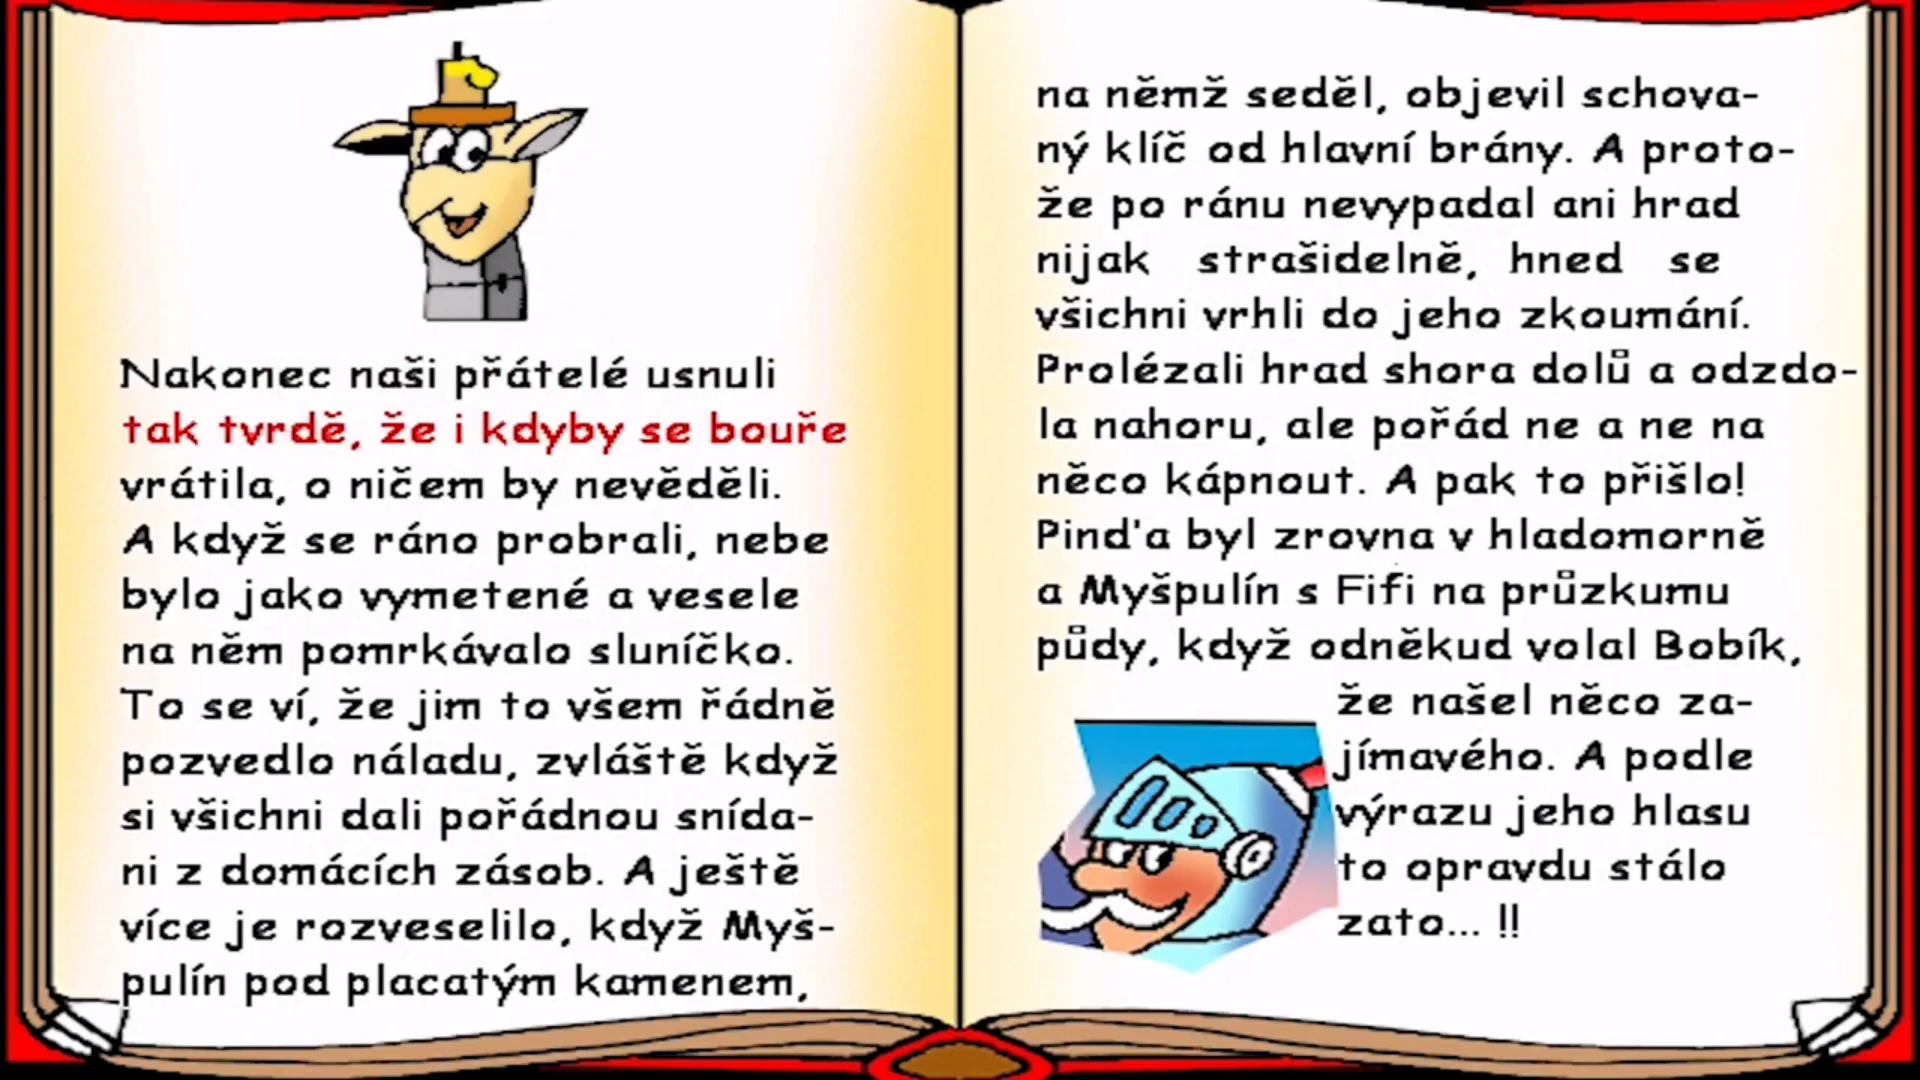 Nakonec naši přátelé usnuli
tak tvrdě, že i kdyby se bouře
vrátila, o ničem by nevěděli.
A když se ráno probrali, nebe
bylo jako vymetené a vesele
na něm pomrkávalo sluníčko.
To se ví, že jim to všem řádně
pozvedlo náladu, zvláště když
si všichni dali pořádnou snída-
ni z domácích zásob. A ještě
více je rozveselilo, když Myš-
pulín pod placatým kamenem,
na němž seděl, objevil schova-
ný klíč od hlavní brány. A proto-
že po ránu nevypadal ani hrad
nijak strašidelně, hned se
všichni vrhli do jeho zkoumání.
Prolézali hrad shora dolů a odzdo-
la nahoru, ale pořád ne a ne na
něco kápnout. A pak to přišlo!
Pind'a byl zrovna v hladomorně
a Myšpulín s Fifi na průzkumu
půdy, když odněkud volal Bobík,
že našel něco za-
jímavého. A podle
výrazu jeho hlasu
to opravdu stálo
zato... !!